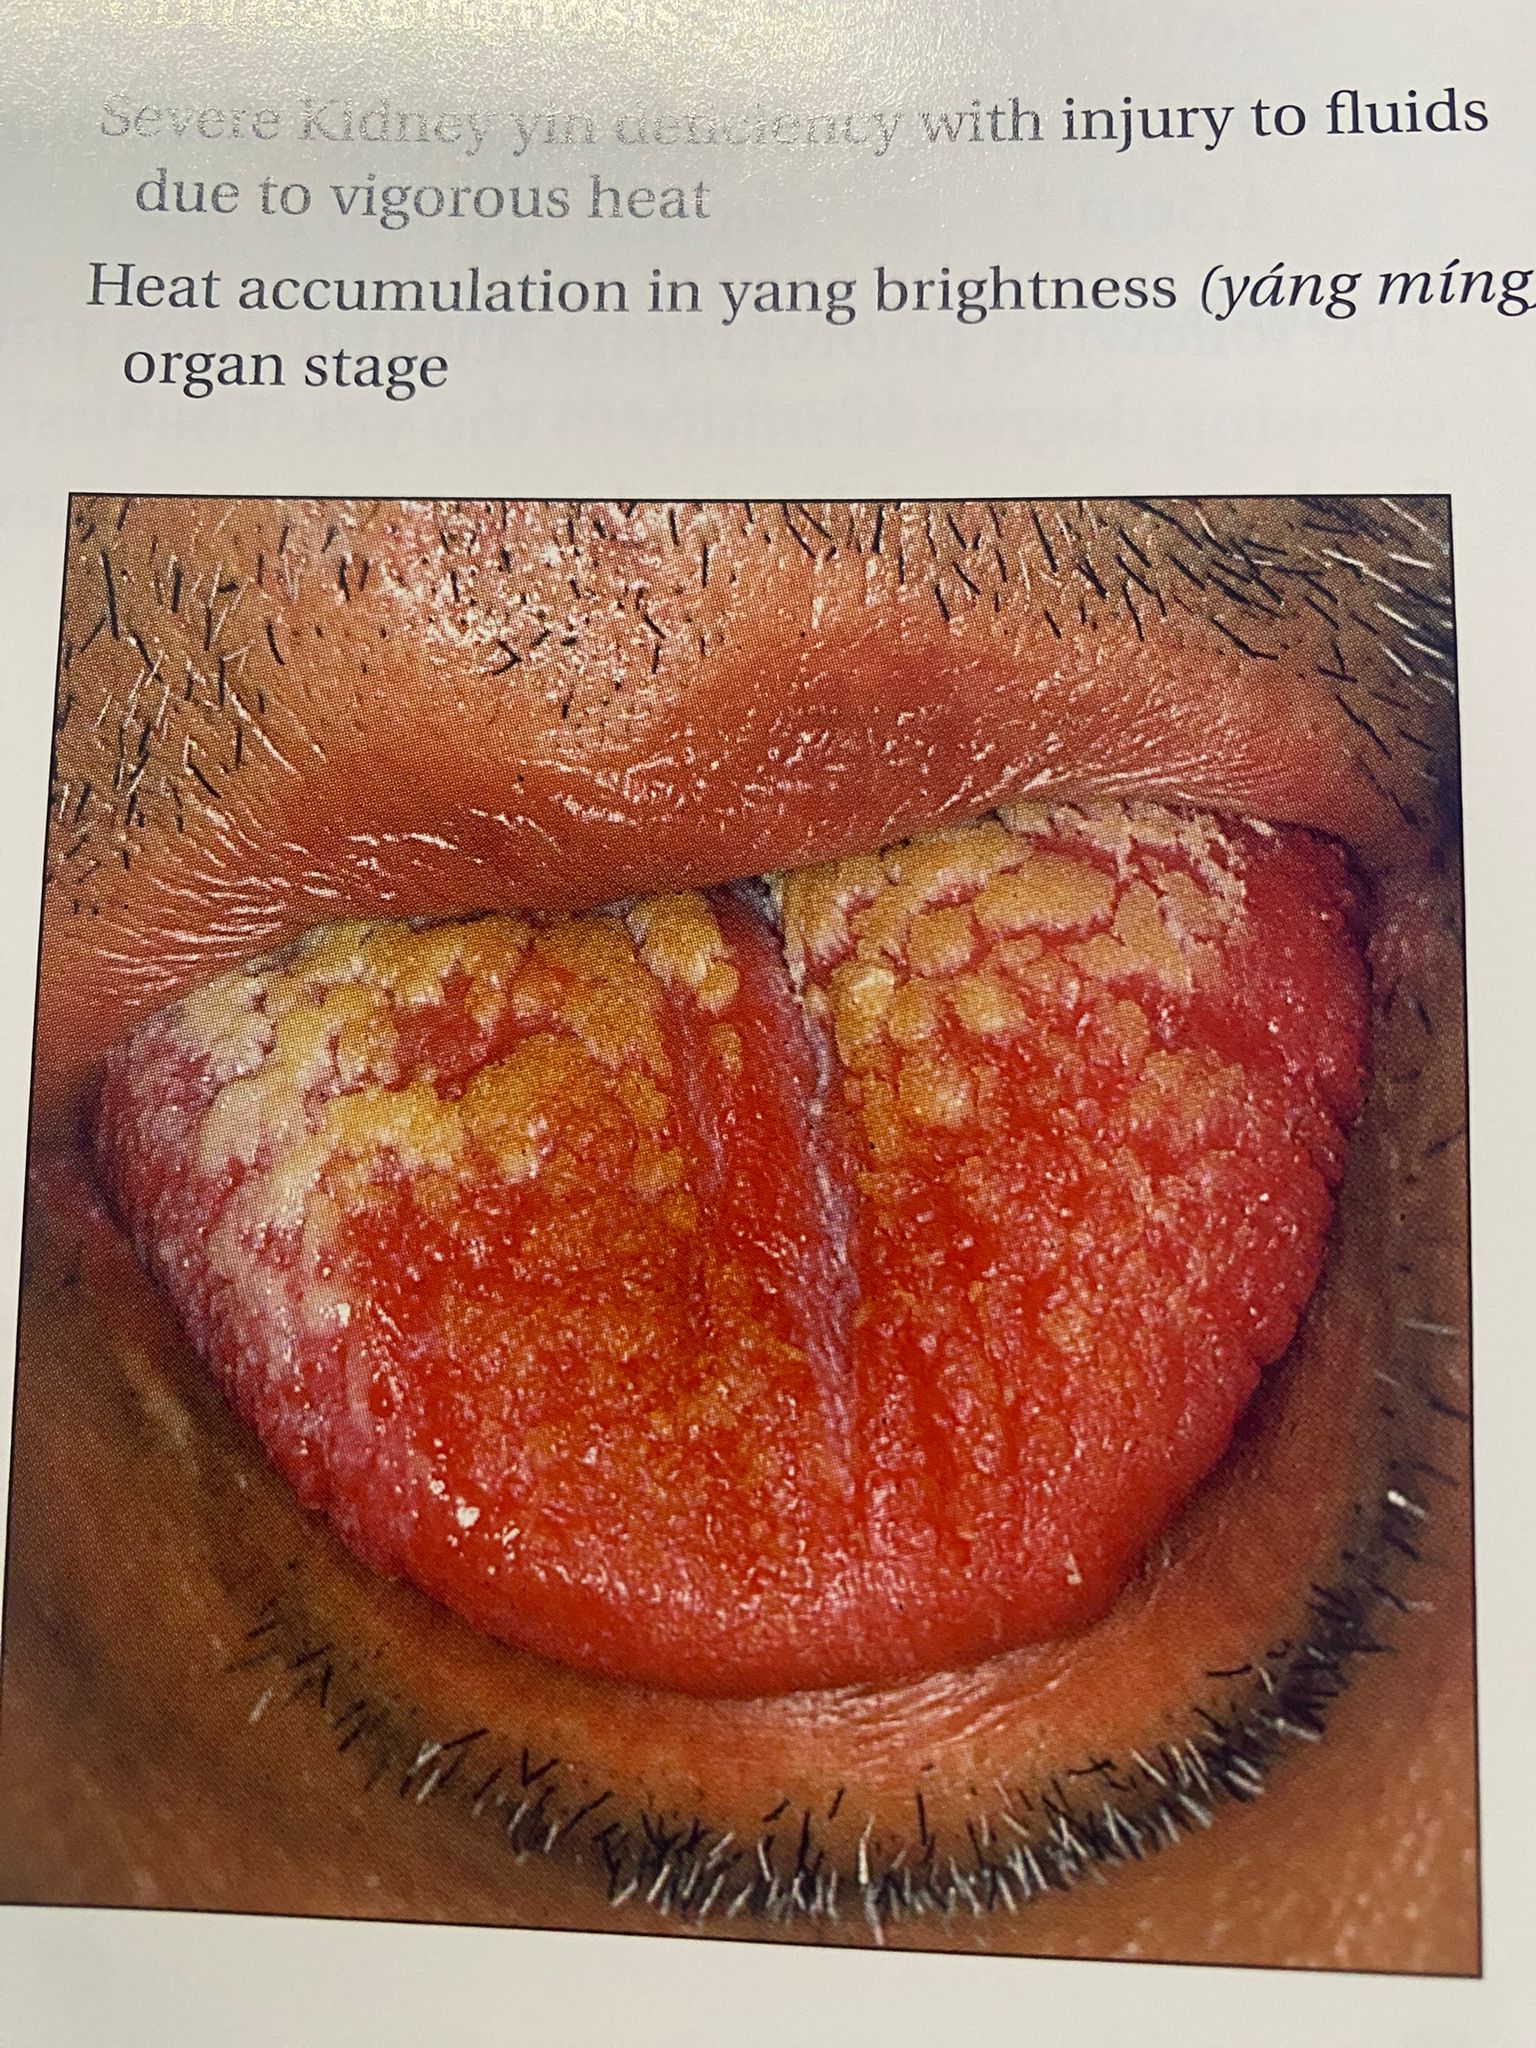 Severe Kidney yin deficiency with injury to fluids
due to vigorous heat
Heat accumulation in yang brightness (yáng míng)
organ stage